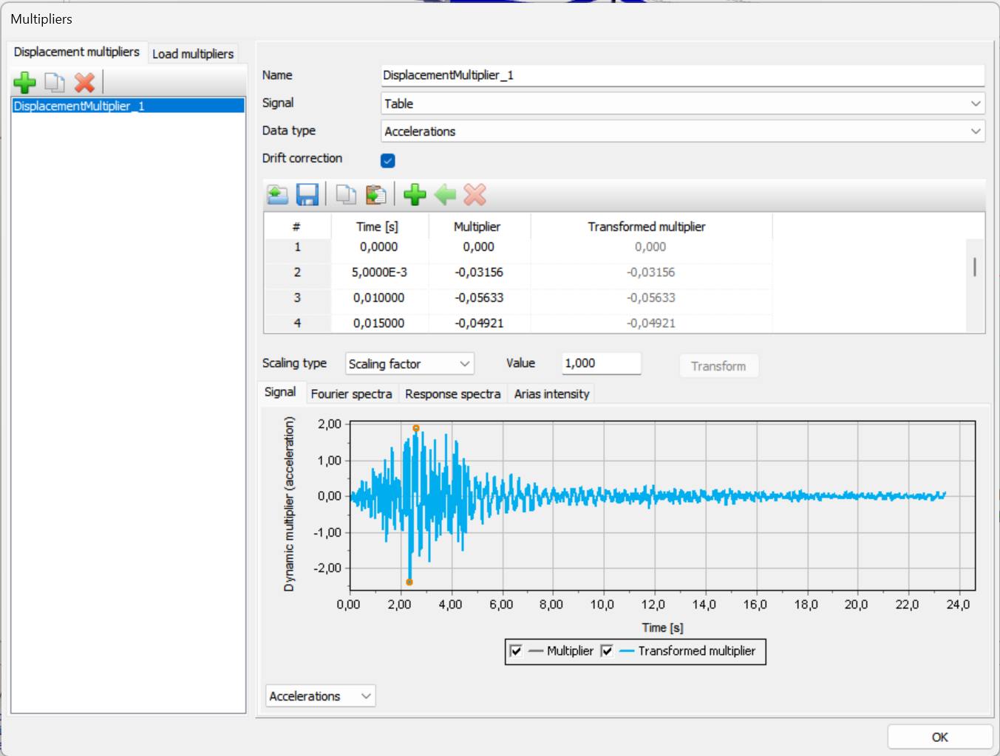 Multipliers
Displacement multipliers Load multipliers
DisplacementMultiplier_1
Name DisplacementMultiplier_1
Signal Table
Data type Accelerations
Drift correction
# Time [s] Multiplier Transformed multiplier
1 0,0000 0,000 0,000
2 5,0000E-3 -0,03156 -0,03156
3 0,010000 -0,05633 -0,05633
4 0,015000 -0,04921 -0,04921
Scaling type Scaling factor Value 1,000 Transform
Signal Fourier spectra Response spectra Arias intensity
Dynamic multiplier (acceleration)
2,00
1,00
0,00
-1,00
-2,00
0,00 2,00 4,00 6,00 8,00 10,0 12,0 14,0 16,0 18,0 20,0 22,0 24,0
Time [s]
Multiplier Transformed multiplier
Accelerations
OK